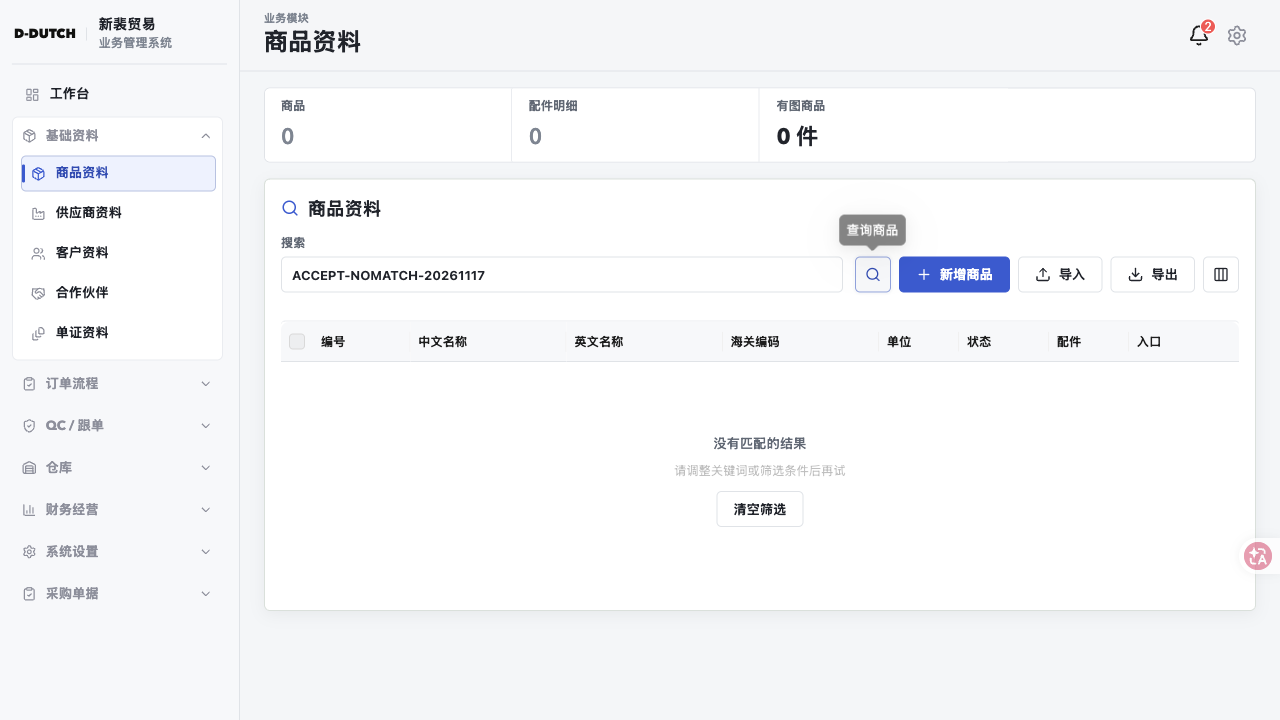 D-DUTCH
新裴贸易
业务管理系统
工作台
基础资料
商品资料
供应商资料
客户资料
合作伙伴
单证资料
订单流程
QC / 跟单
仓库
财务经营
系统设置
采购单据
业务模块
商品资料
2
商品
0
配件明细
0
有图商品
0 件
商品资料
搜索
查询商品
ACCEPT-NOMATCH-20261117
新增商品
导入
导出
编号
中文名称
英文名称
海关编码
单位
状态
配件
入口
没有匹配的结果
请调整关键词或筛选条件后再试
清空筛选